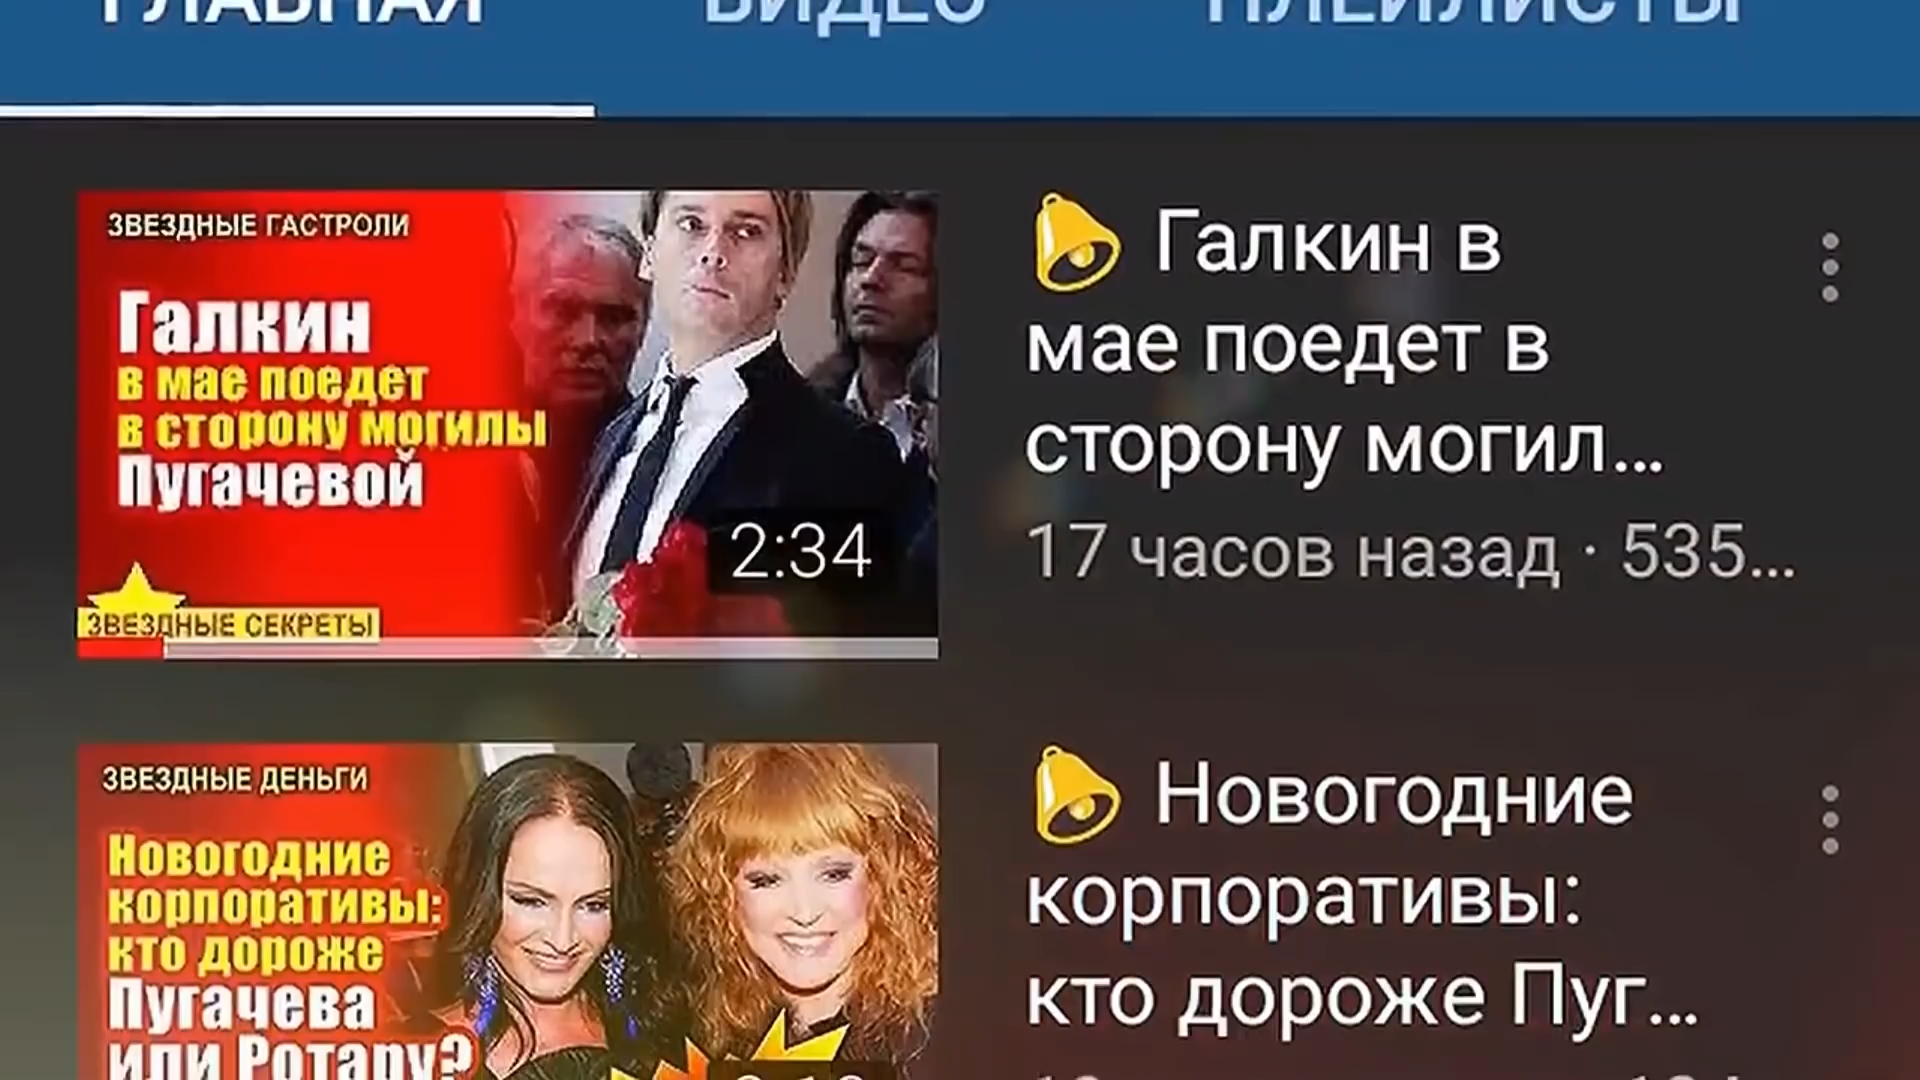 ГЛАВНАЯ ВИДЕО ПЛЕЙЛИСТЫ
ЗВЕЗДНЫЕ ГАСТРОЛИ
Галкин
в мае поедет
в сторону могилы
Пугачевой
2:34
ЗВЕЗДНЫЕ СЕКРЕТЫ
Галкин в
мае поедет в
сторону могил...
17 часов назад · 535...
ЗВЕЗДНЫЕ ДЕНЬГИ
Новогодние
корпоративы:
кто дороже
Пугачева
или Ротару?
Новогодние
корпоративы:
кто дороже Пуг...